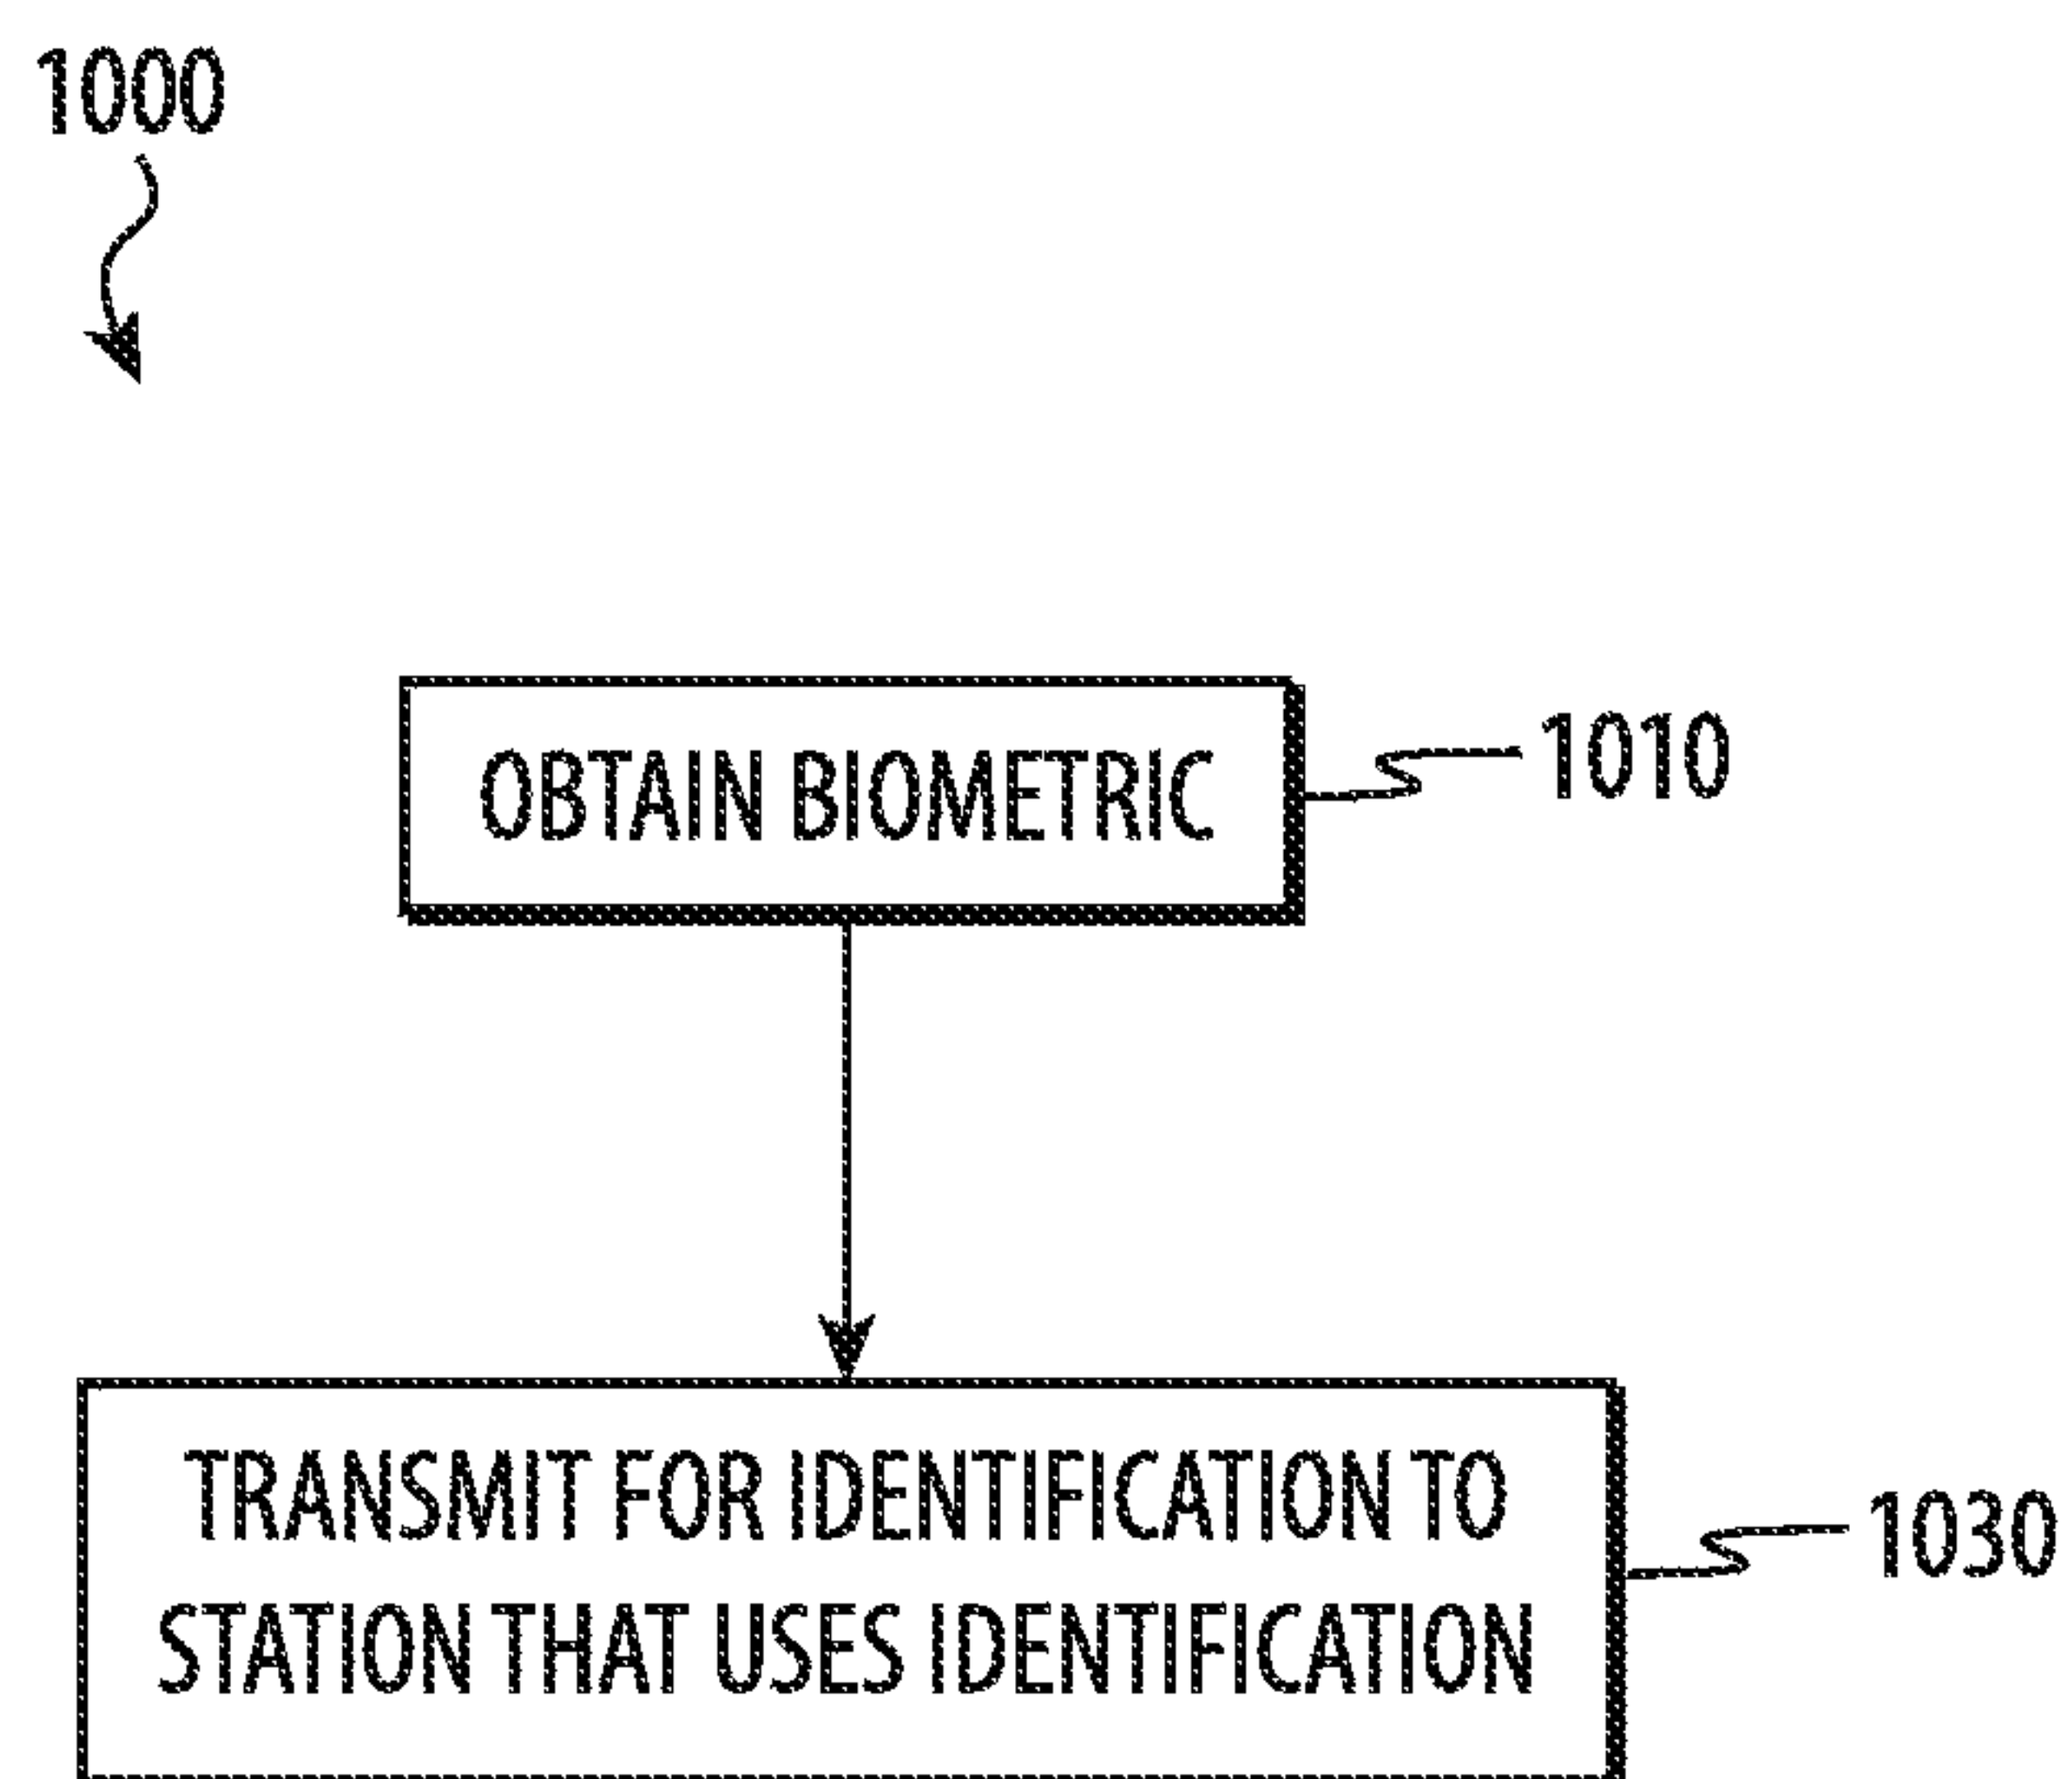 1000
OBTAIN BIOMETRIC
1010
TRANSMIT FOR IDENTIFICATION TO
STATION THAT USES IDENTIFICATION
1030